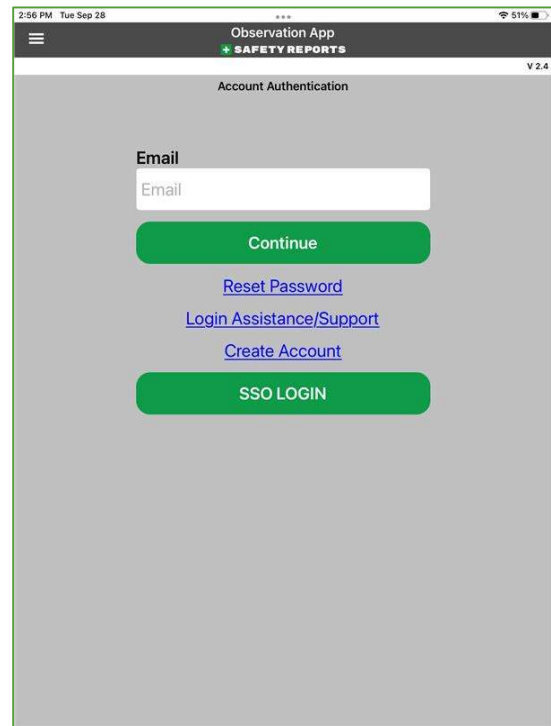 2:56 PM Tue Sep 28 51%
Observation App
SAFETY REPORTS
V 2.4
Account Authentication
Email
Email
Continue
Reset Password
Login Assistance/Support
Create Account
SSO LOGIN